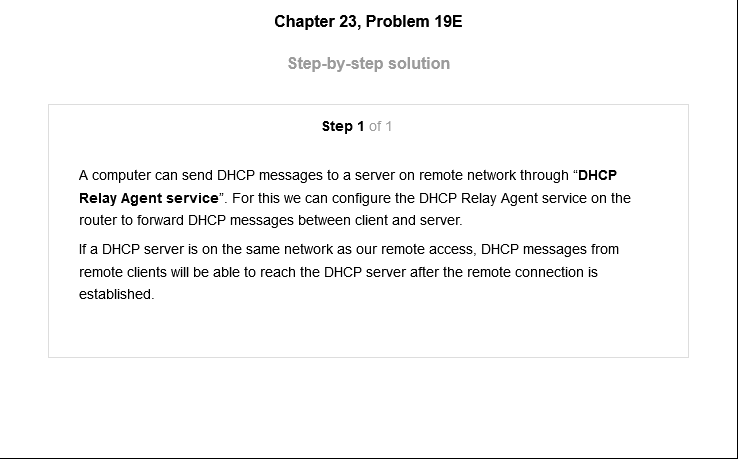 Chapter 23, Problem 19E
Step-by-step solution
Step 1 of 1
A computer can send DHCP messages to a server on remote network through “DHCP
Relay Agent service”. For this we can configure the DHCP Relay Agent service on the
router to forward DHCP messages between client and server.
If a DHCP server is on the same network as our remote access, DHCP messages from
remote clients will be able to reach the DHCP server after the remote connection is
established.